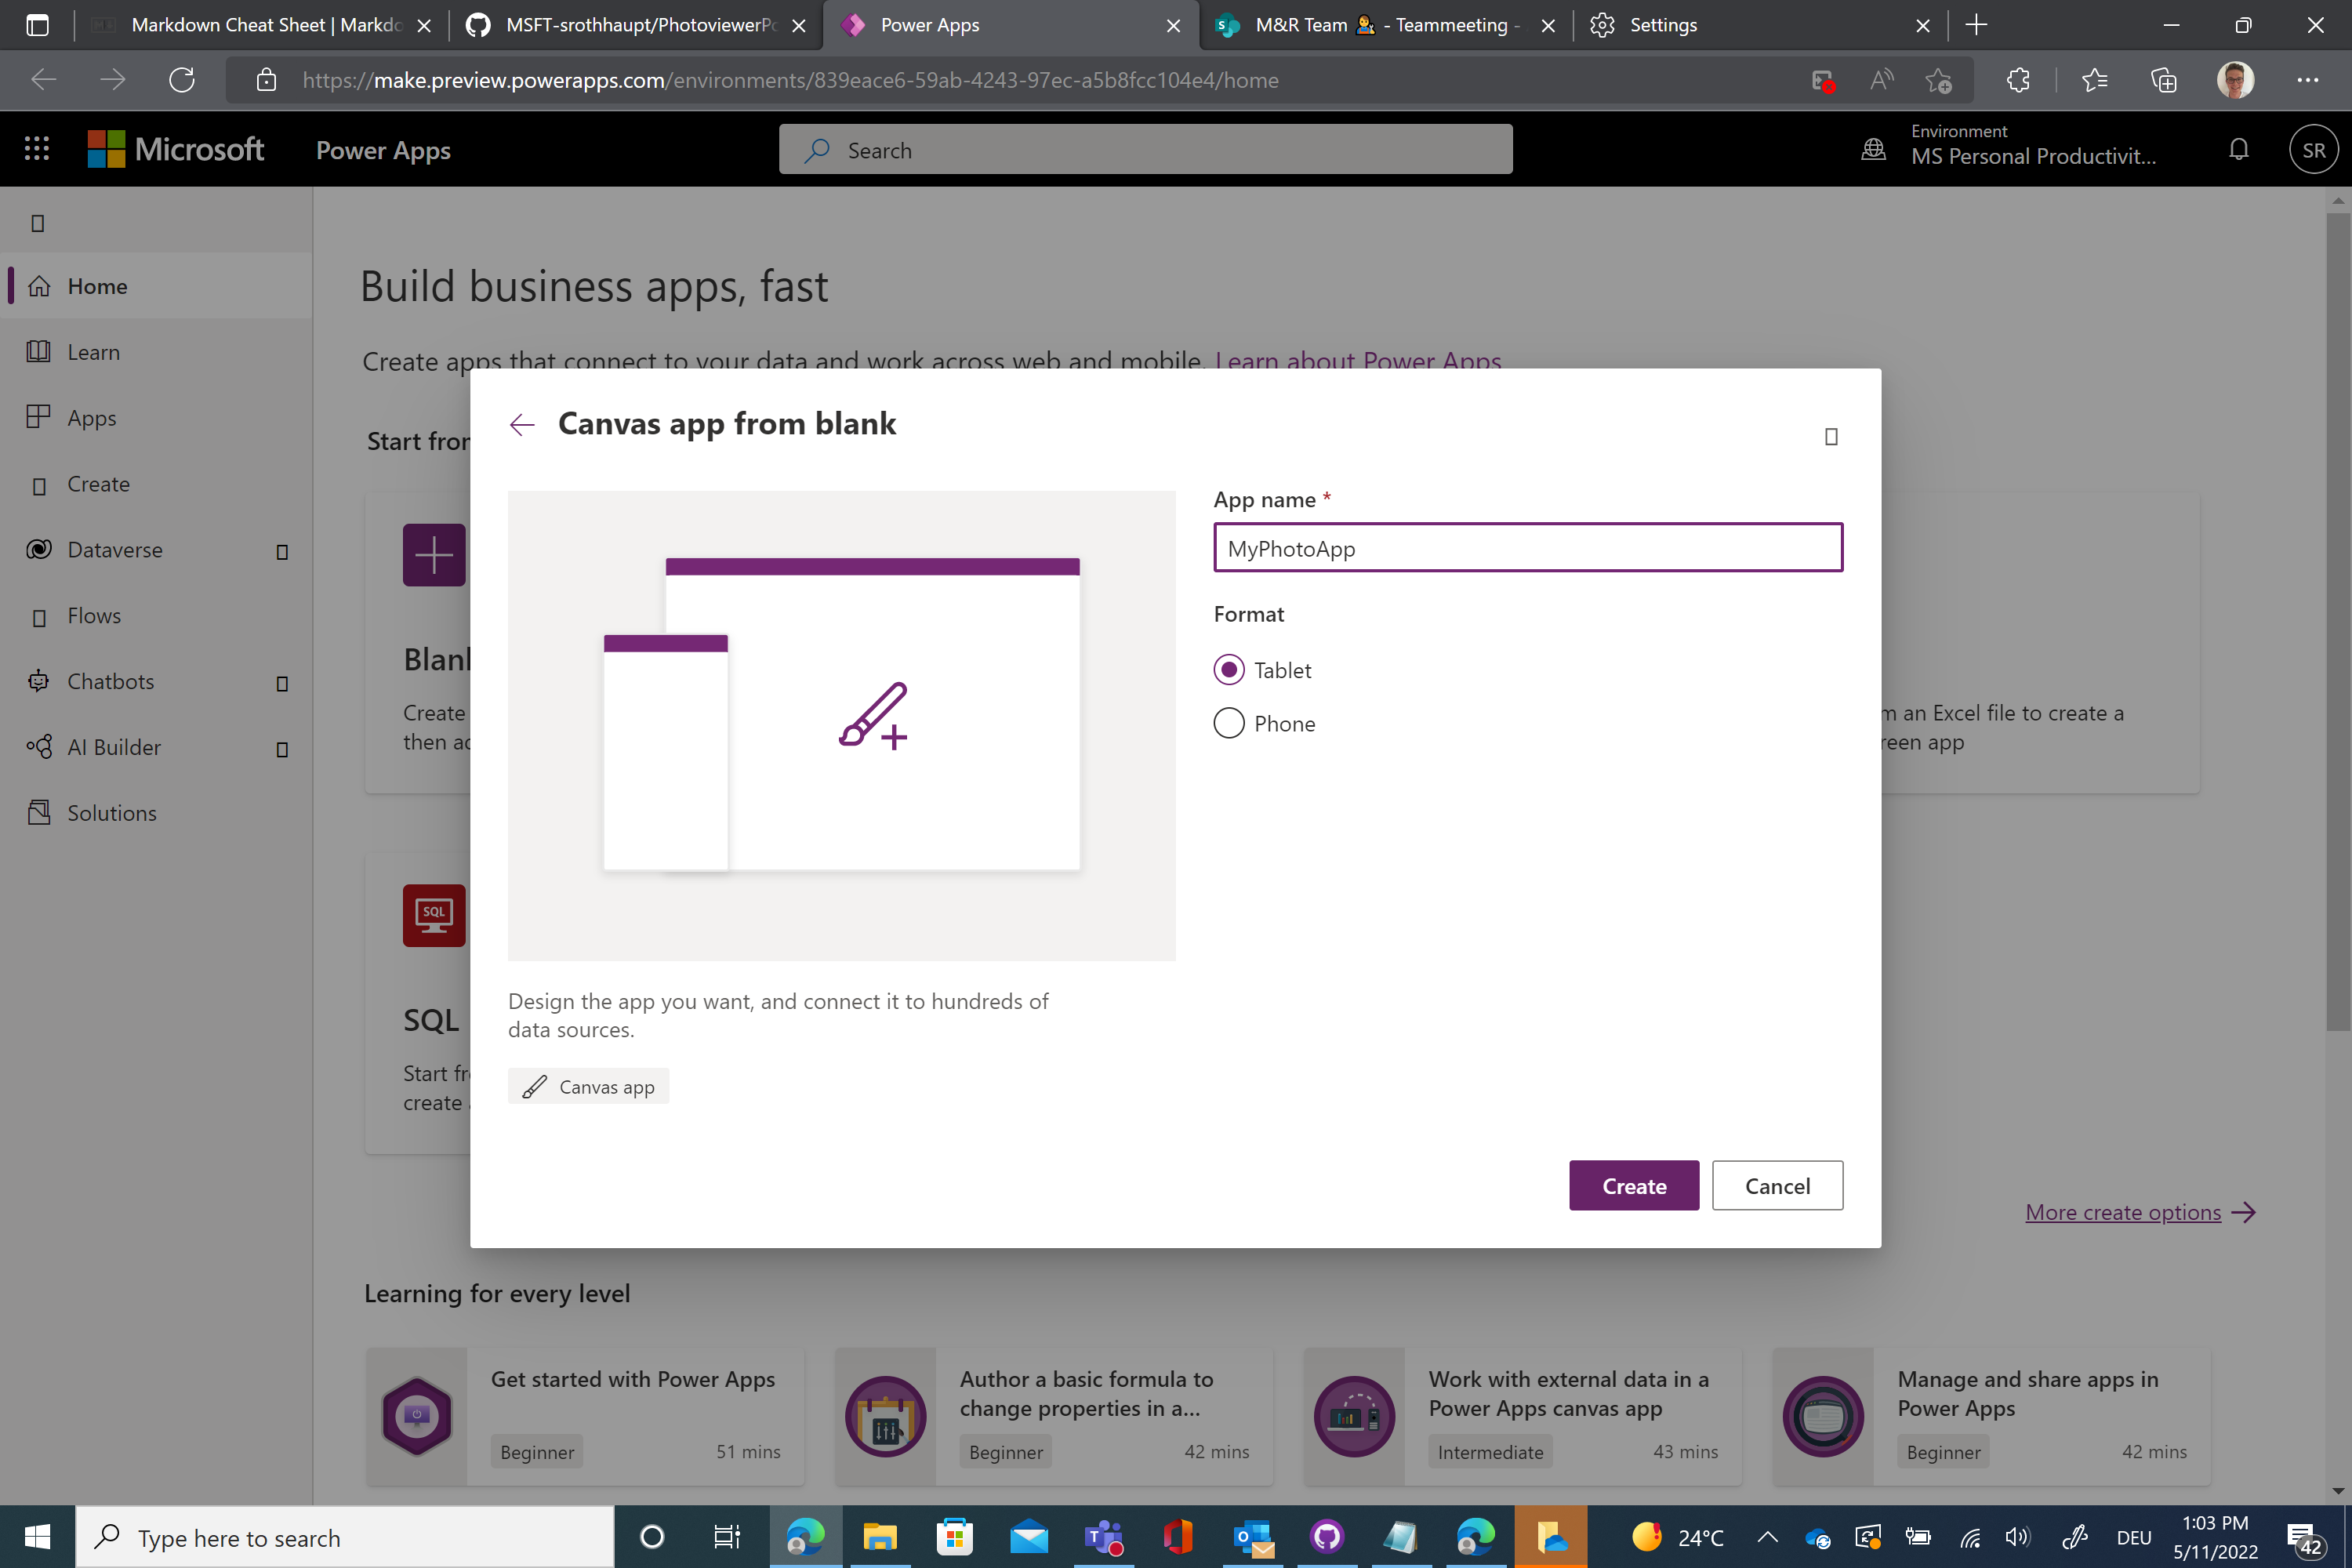 Markdown Cheat Sheet | Markdo
MSFT-srothhaupt/PhotoviewerPo
Power Apps
M&R Team - Teammeeting -
Settings
https://make.preview.powerapps.com/environments/839eace6-59ab-4243-97ec-a5b8fcc104e4/home
Microsoft
Power Apps
Search
Environment
MS Personal Productivit...
SR
Home
Learn
Apps
Create
Dataverse
Flows
Chatbots
AI Builder
Solutions
Build business apps, fast
Create apps that connect to your data and work across web and mobile. Learn about Power Apps
Start from
Blank
Create
then
SQL
SQL
Start
create
an Excel file to create a
app
Canvas app from blank
App name *
MyPhotoApp
Format
Tablet
Phone
Design the app you want, and connect it to hundreds of
data sources.
Canvas app
Create
Cancel
More create options
Learning for every level
Get started with Power Apps
Beginner
51 mins
Author a basic formula to
change properties in a...
Beginner
42 mins
Work with external data in a
Power Apps canvas app
Intermediate
43 mins
Manage and share apps in
Power Apps
Beginner
42 mins
Type here to search
24°C
DEU
1:03 PM
5/11/2022
42